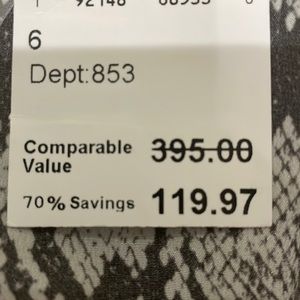 6
Dept:853
Comparable Value 395.00
70% Savings 119.97